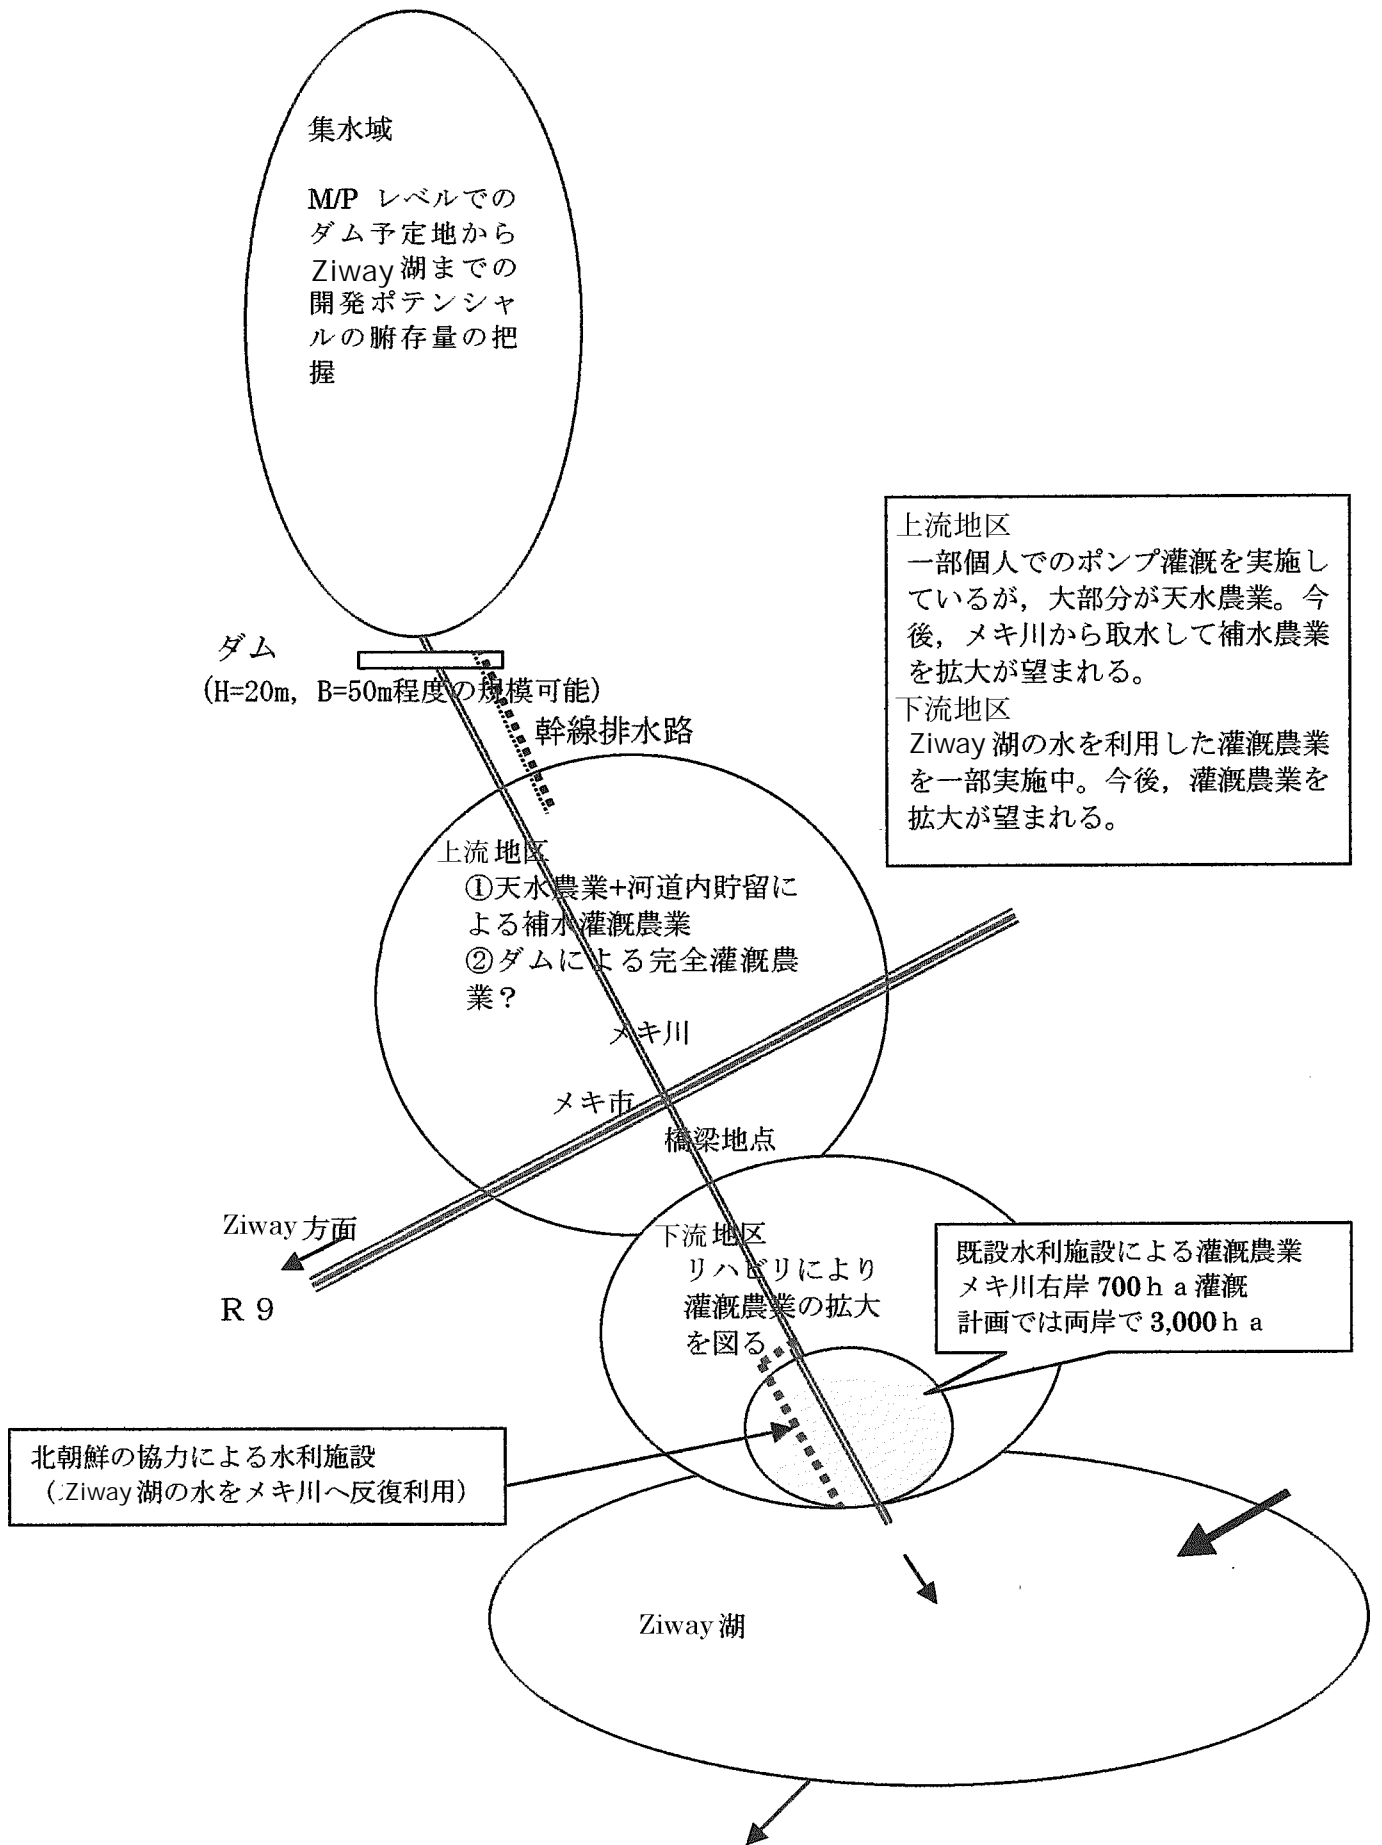 集水域
M/P レベルでの
ダム予定地から
Ziway湖までの
開発ポテンシャ
ルの腑存量の把
握
上流地区
一部個人でのポンプ灌漑を実施し
ているが，大部分が天水農業。今
後，メキ川から取水して補水農業
を拡大が望まれる。
下流地区
Ziway湖の水を利用した灌漑農業
を一部実施中。今後，灌漑農業を
拡大が望まれる。
ダム
(H=20m, B=50m程度の規模可能)
幹線排水路
上流地区
①天水農業+河道内貯留に
よる補水灌漑農業
②ダムによる完全灌漑農
業？
メキ川
メキ市
橋梁地点
Ziway方面
R 9
下流地区
リハビリにより
灌漑農業の拡大
を図る
既設水利施設による灌漑農業
メキ川右岸 700ｈａ灌漑
計画では両岸で 3,000ｈａ
北朝鮮の協力による水利施設
（Ziway湖の水をメキ川へ反復利用）
Ziway湖